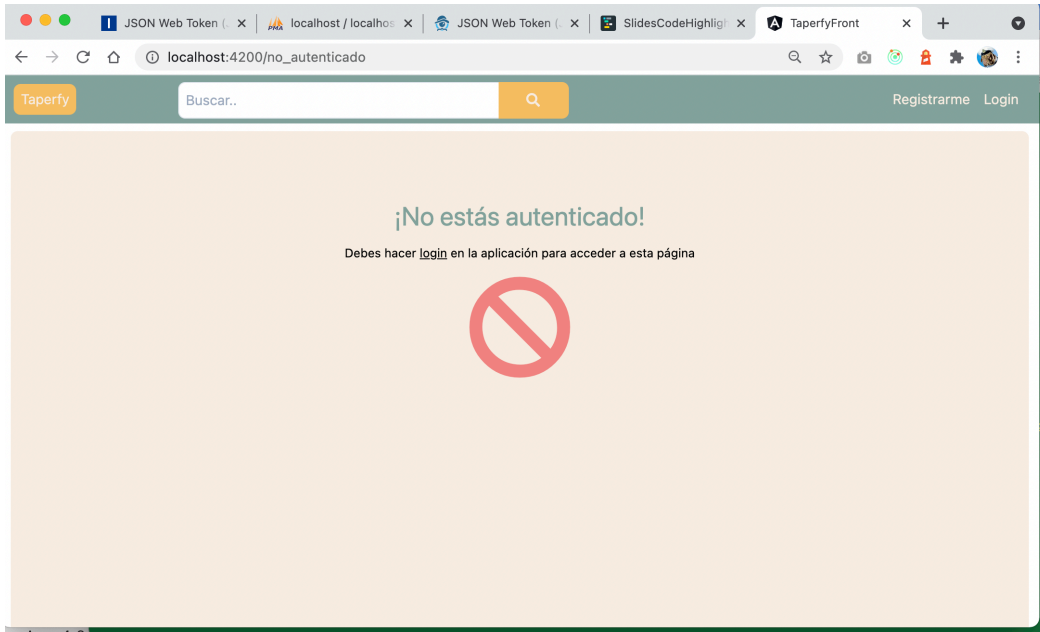 JSON Web Token (
localhost / localhos
JSON Web Token (
SlidesCodeHighligh
TaperfyFront
localhost:4200/no_autenticado
Taperfy
Buscar..
Registrarme
Login
¡No estás autenticado!
Debes hacer login en la aplicación para acceder a esta página